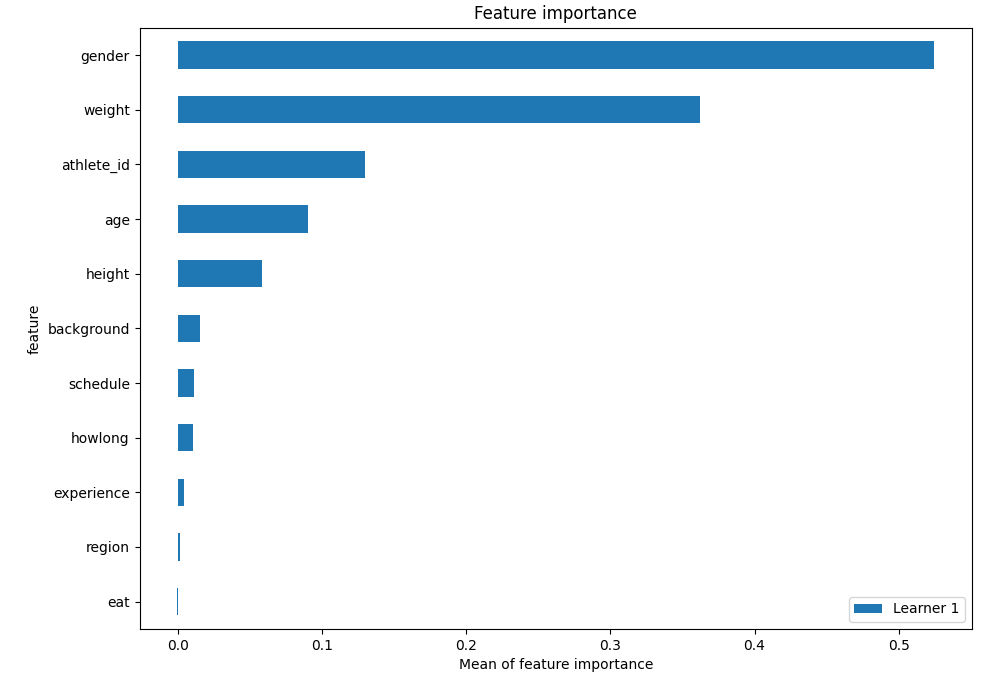 Feature importance
gender
weight
athlete_id
age
height
background
schedule
howlong
experience
region
eat
feature
Learner 1
0.0 0.1 0.2 0.3 0.4 0.5
Mean of feature importance